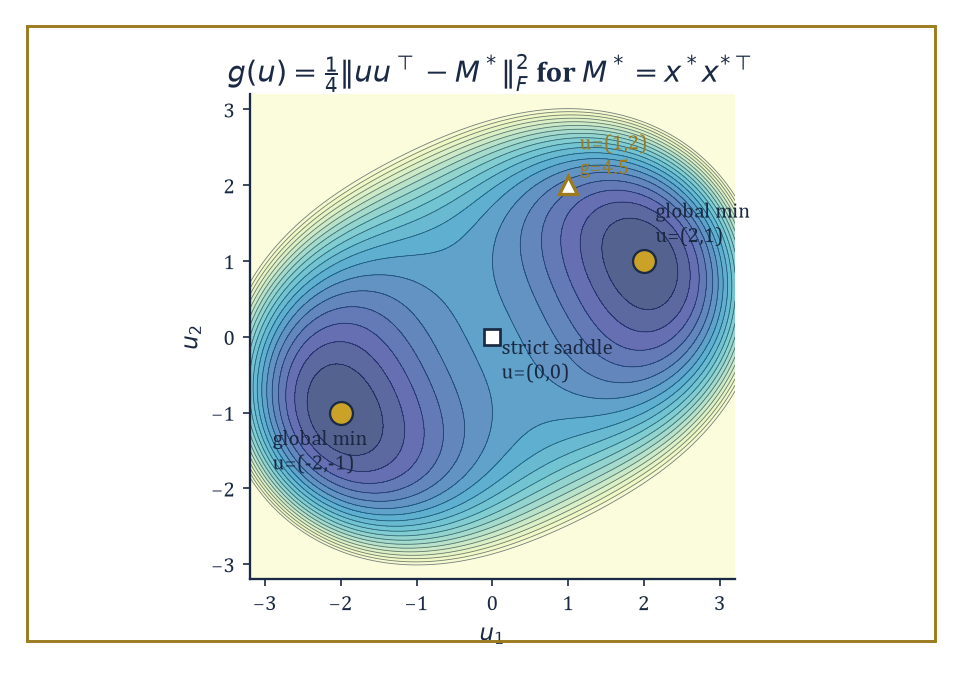 g(u) = ¼‖uu⊤ − M*‖²_F for M* = x*x*⊤
3
2
1
0
−1
−2
−3
u₂
u=(1,2)
g=4.5
global min
u=(2,1)
strict saddle
u=(0,0)
global min
u=(-2,-1)
−3
−2
−1
0
1
2
3
u₁